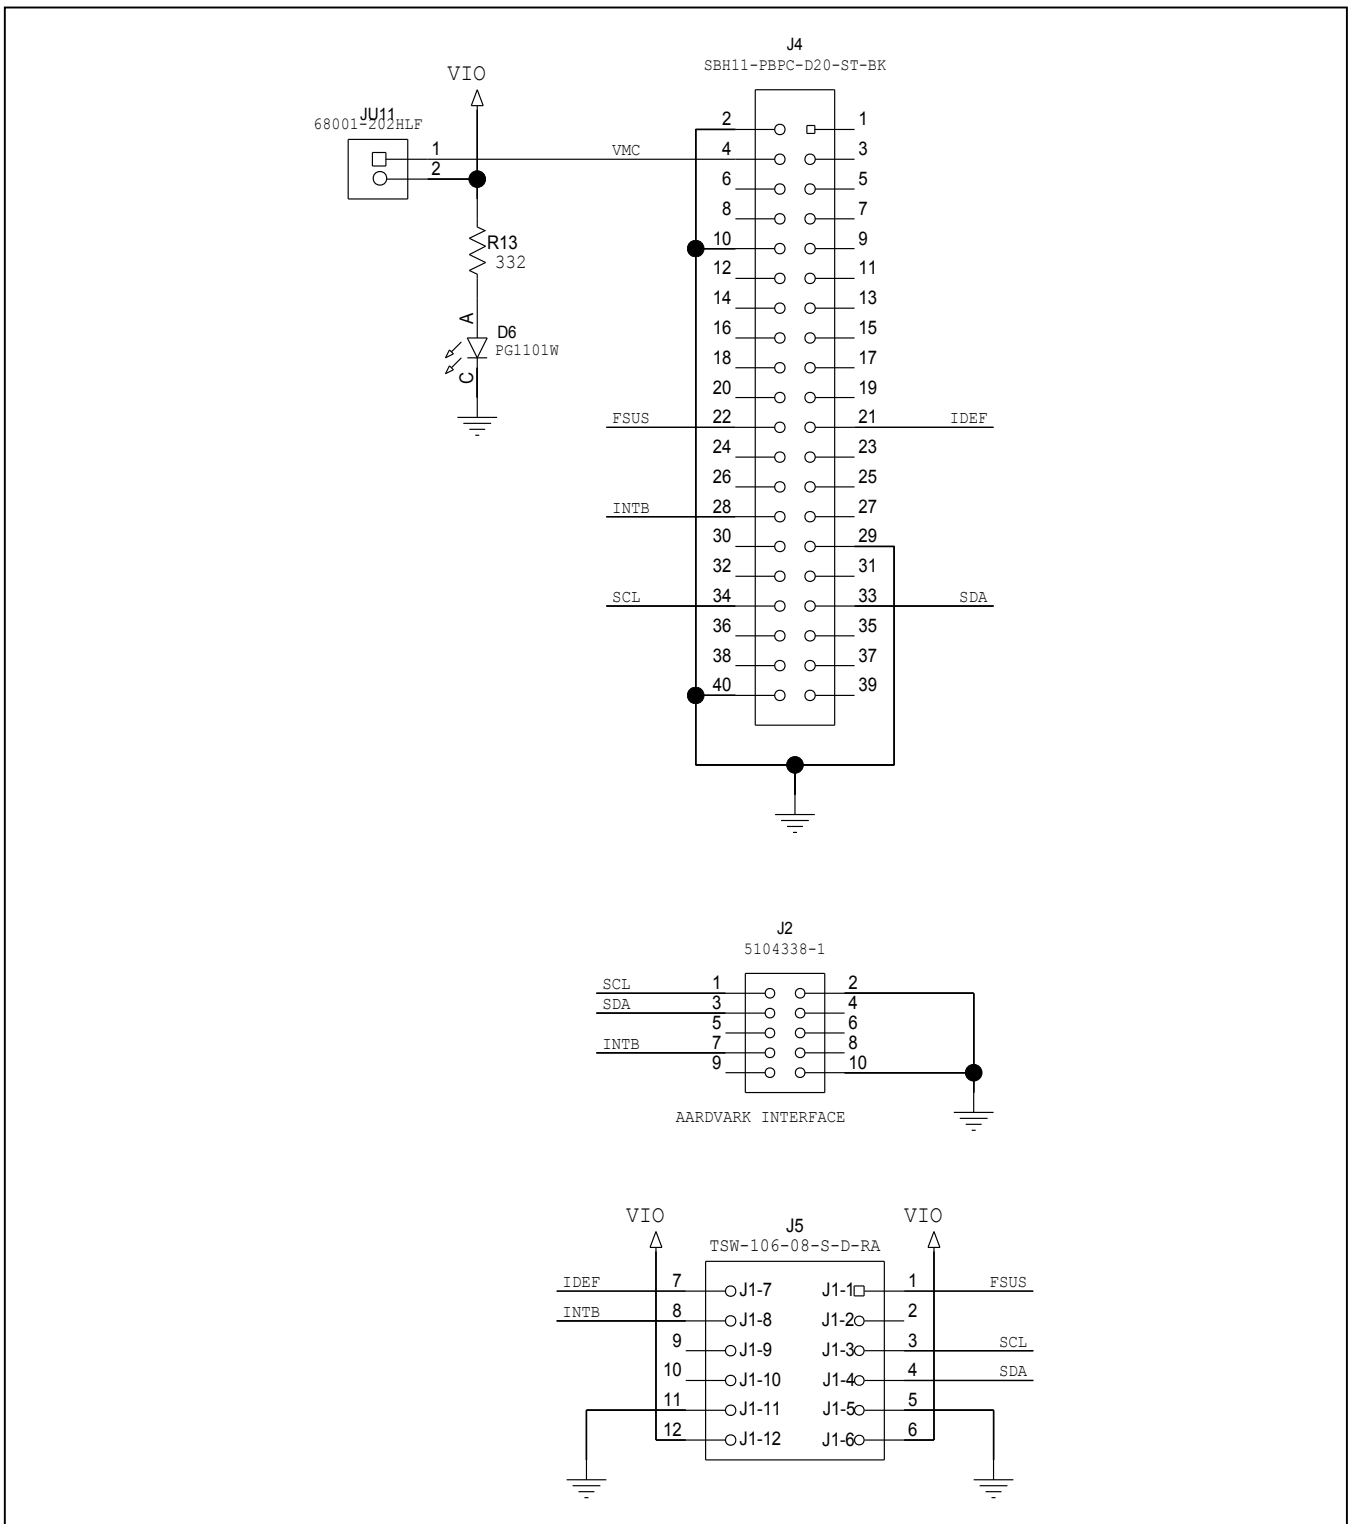 J4
SBH11-PBPC-D20-ST-BK
VIO
JU11
68001-202HLF
1
2
VMC
R13
332
A
D6
PG1101W
C
2 1
4 3
6 5
8 7
10 9
12 11
14 13
16 15
18 17
20 19
FSUS 22 21 IDEF
24 23
26 25
INTB 28 27
30 29
32 31
SCL 34 33 SDA
36 35
38 37
40 39
J2
5104338-1
SCL 1 2
SDA 3 4
5 6
INTB 7 8
9 10
AARDVARK INTERFACE
VIO VIO
J5
TSW-106-08-S-D-RA
IDEF 7 J1-7 J1-1 1 FSUS
INTB 8 J1-8 J1-2 2
9 J1-9 J1-3 3 SCL
10 J1-10 J1-4 4 SDA
11 J1-11 J1-5 5
12 J1-12 J1-6 6